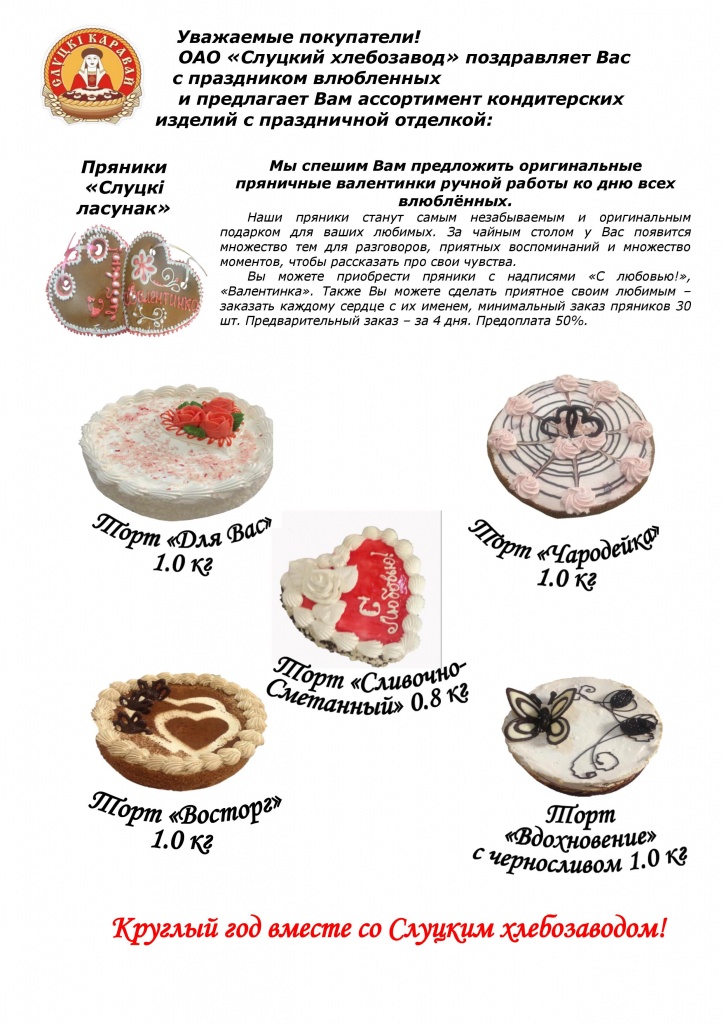 СЛУЦКІ КАРАВАЙ
Уважаемые покупатели!
ОАО «Слуцкий хлебозавод» поздравляет Вас
с праздником влюбленных
и предлагает Вам ассортимент кондитерских
изделий с праздничной отделкой:
Пряники
«Слуцкі
ласунак»
Валентинка
Мы спешим Вам предложить оригинальные
пряничные валентинки ручной работы ко дню всех
влюблённых.
Наши пряники станут самым незабываемым и оригинальным
подарком для ваших любимых. За чайным столом у Вас появится
множество тем для разговоров, приятных воспоминаний и множество
моментов, чтобы рассказать про свои чувства.
Вы можете приобрести пряники с надписями «С любовью!»,
«Валентинка». Также Вы можете сделать приятное своим любимым –
заказать каждому сердце с их именем, минимальный заказ пряников 30
шт. Предварительный заказ – за 4 дня. Предоплата 50%.
Торт «Для Вас»
1.0 кг
Торт «Чародейка»
1.0 кг
С
Любовью!
Торт «Сливочно-
Сметанный» 0.8 кг
Торт «Восторг»
1.0 кг
Торт
«Вдохновение»
с черносливом 1.0 кг
Круглый год вместе со Слуцким хлебозаводом!